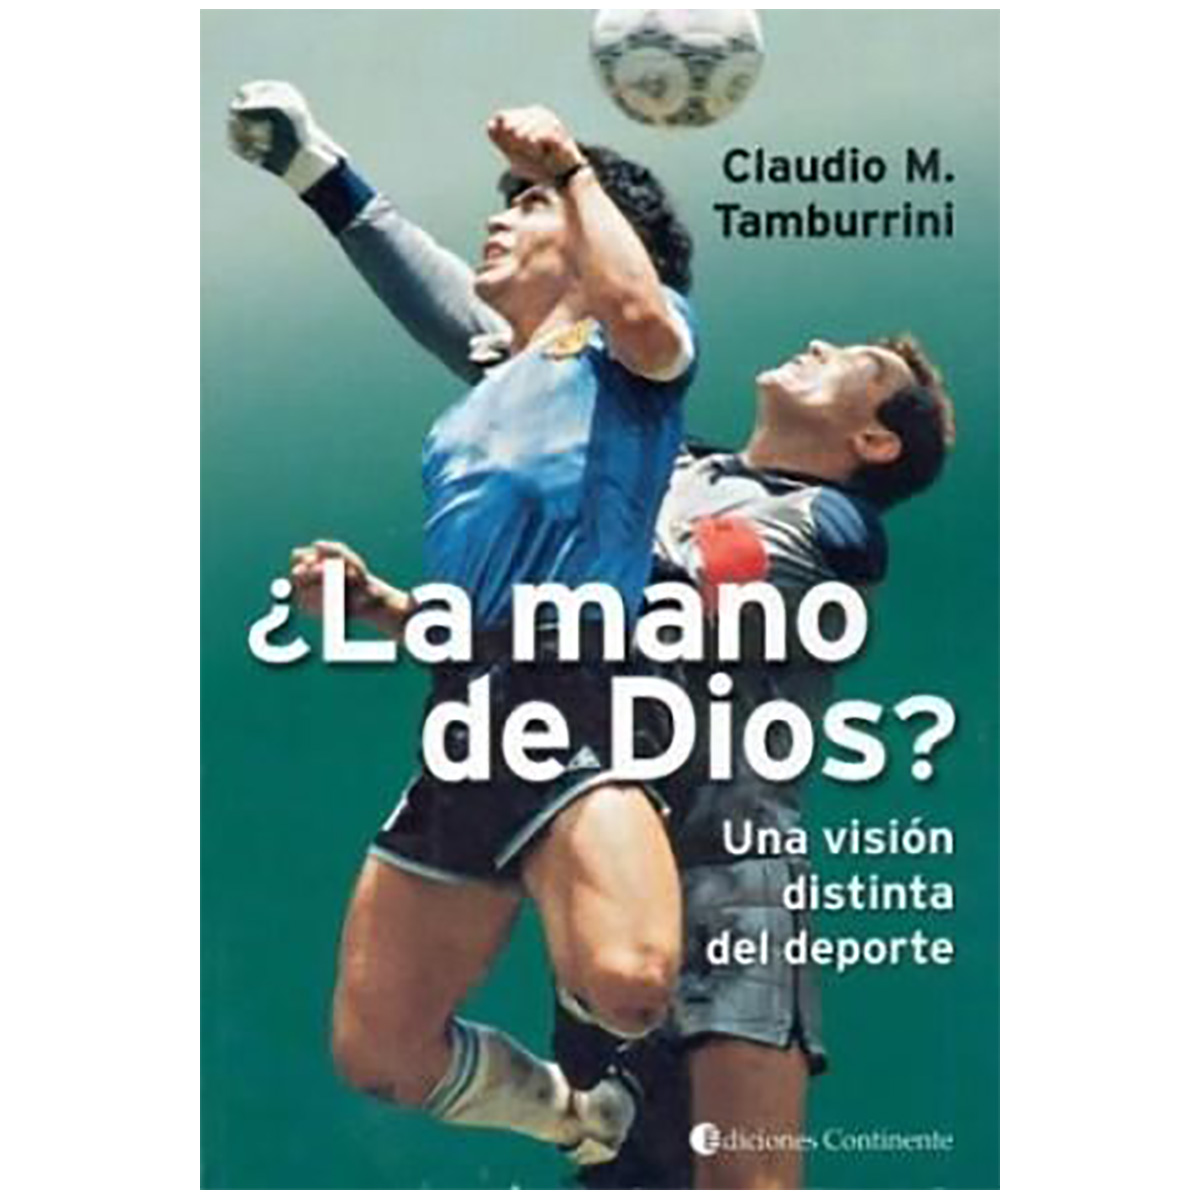 Claudio M.
Tamburrini
¿La mano
de Dios?
Una visión
distinta
del deporte
Ediciones Continente